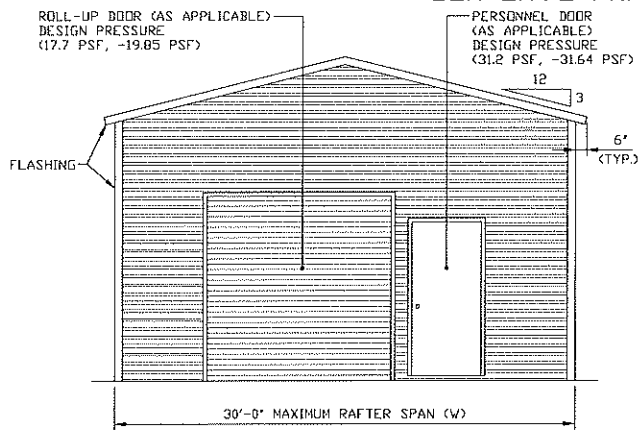 ROLL-UP DOOR (AS APPLICABLE)
DESIGN PRESSURE
(17.7 PSF, -19.85 PSF)
PERSONNEL DOOR
(AS APPLICABLE)
DESIGN PRESSURE
(31.2 PSF, -31.64 PSF)
12
3
6"
(TYP.)
FLASHING
30'-0" MAXIMUM RAFTER SPAN (W)